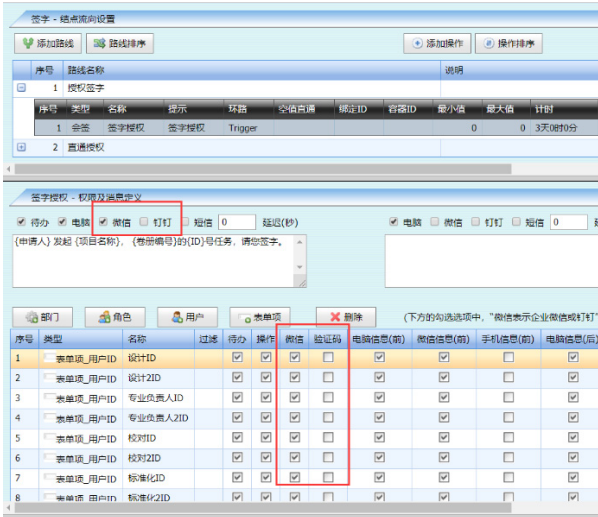 签字 - 结点流向设置
添加路线 路线排序 添加操作 操作排序
序号 路线名称 说明
1 授权签字
序号 类型 名称 提示 环路 空值直通 绑定ID 容器ID 最小值 最大值 计时
1 会签 签字授权 签字授权 Trigger 0 0 3天0时0分
2 直通授权
签字授权 - 权限及消息定义
待办 电脑 微信 钉钉 短信 0 延迟(秒) 电脑 微信 钉钉 短信 0
{申请人} 发起 {项目名称}, {卷册编号}的{ID}号任务, 请您签字。
部门 角色 用户 表单项 删除 (下方的勾选选项中, "微信表示企业微信或钉钉"
序号 类型 名称 过滤 待办 操作 微信 验证码 电脑信息(前) 微信信息(前) 手机信息(前) 电脑信息(后)
1 表单项_用户ID 设计ID
2 表单项_用户ID 设计2ID
3 表单项_用户ID 专业负责人ID
4 表单项_用户ID 专业负责人2ID
5 表单项_用户ID 校对ID
6 表单项_用户ID 校对2ID
7 表单项_用户ID 标准化ID
8 表单项_用户ID 标准化2ID